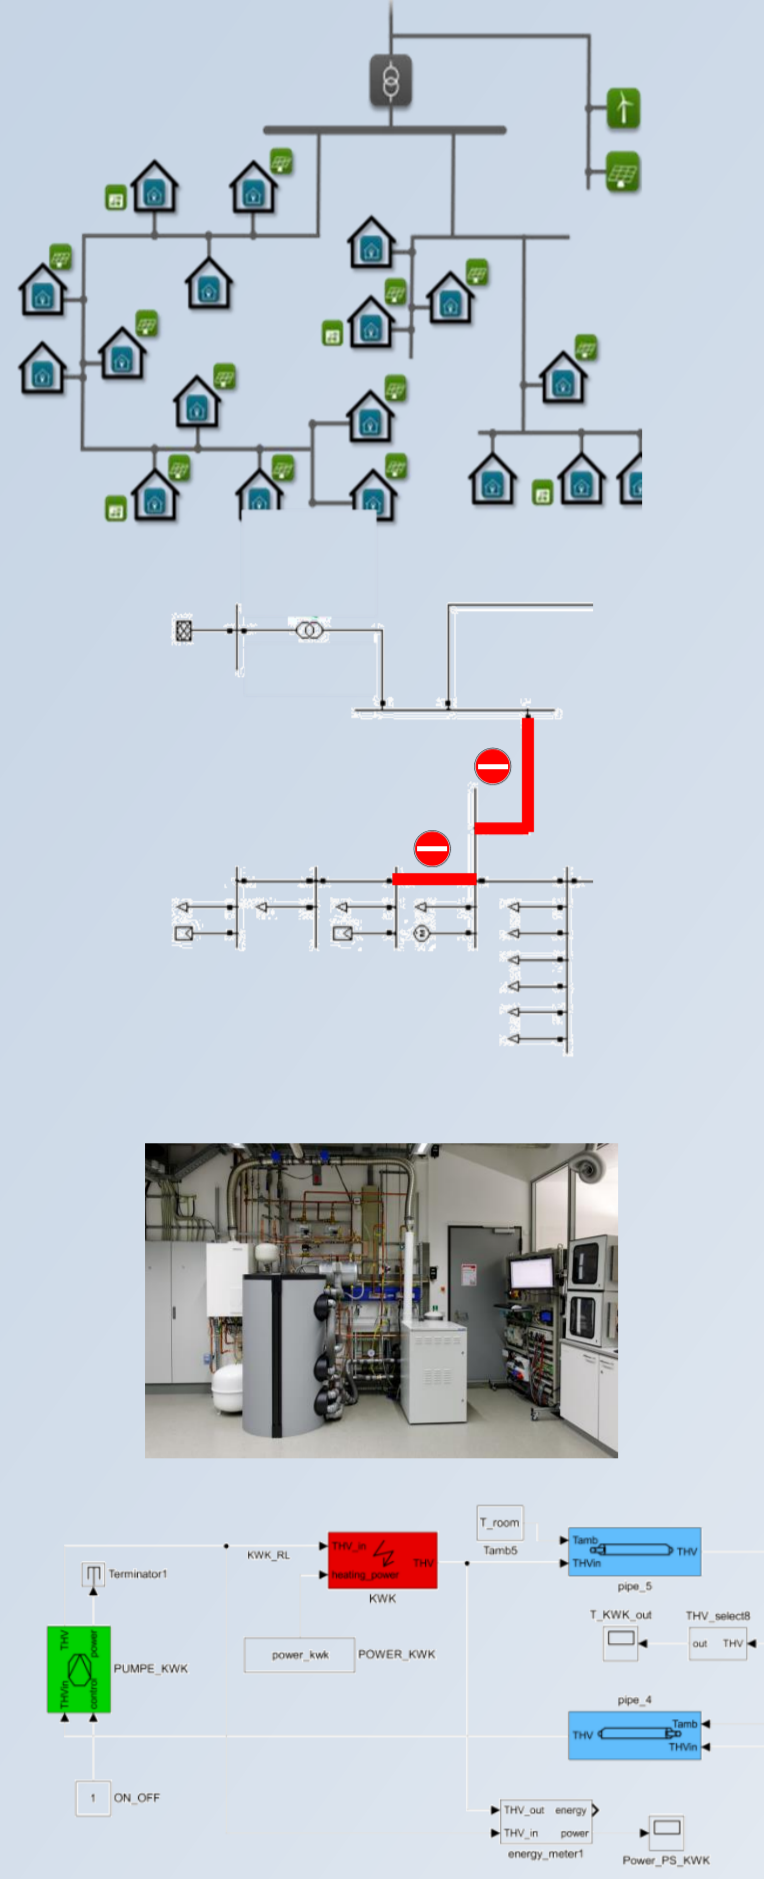 T_room
Tamb5
KWK_RL
THV_in
THV
heating_power
KWK
Tamb
THVin
THV
pipe_5
Terminator1
THV
power
THVin
control
PUMPE_KWK
power_kwk
POWER_KWK
T_KWK_out
THV_select8
out
THV
pipe_4
Tamb
THV
THVin
1
ON_OFF
THV_out
energy
THV_in
power
energy_meter1
Power_PS_KWK